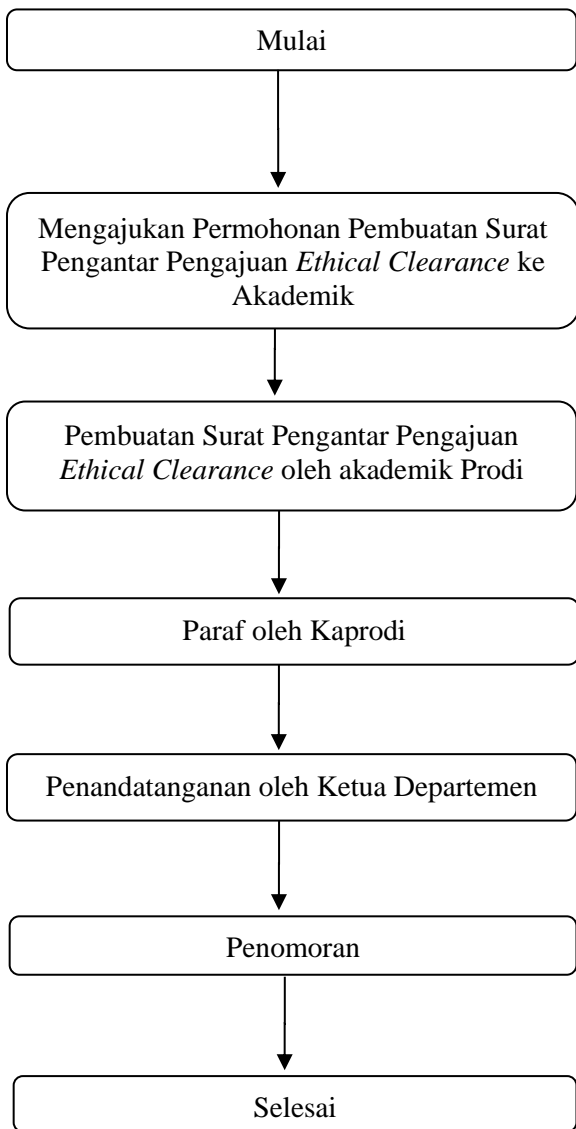 Mulai
Mengajukan Permohonan Pembuatan Surat
Pengantar Pengajuan Ethical Clearance ke
Akademik
Pembuatan Surat Pengantar Pengajuan
Ethical Clearance oleh akademik Prodi
Paraf oleh Kaprodi
Penandatanganan oleh Ketua Departemen
Penomoran
Selesai